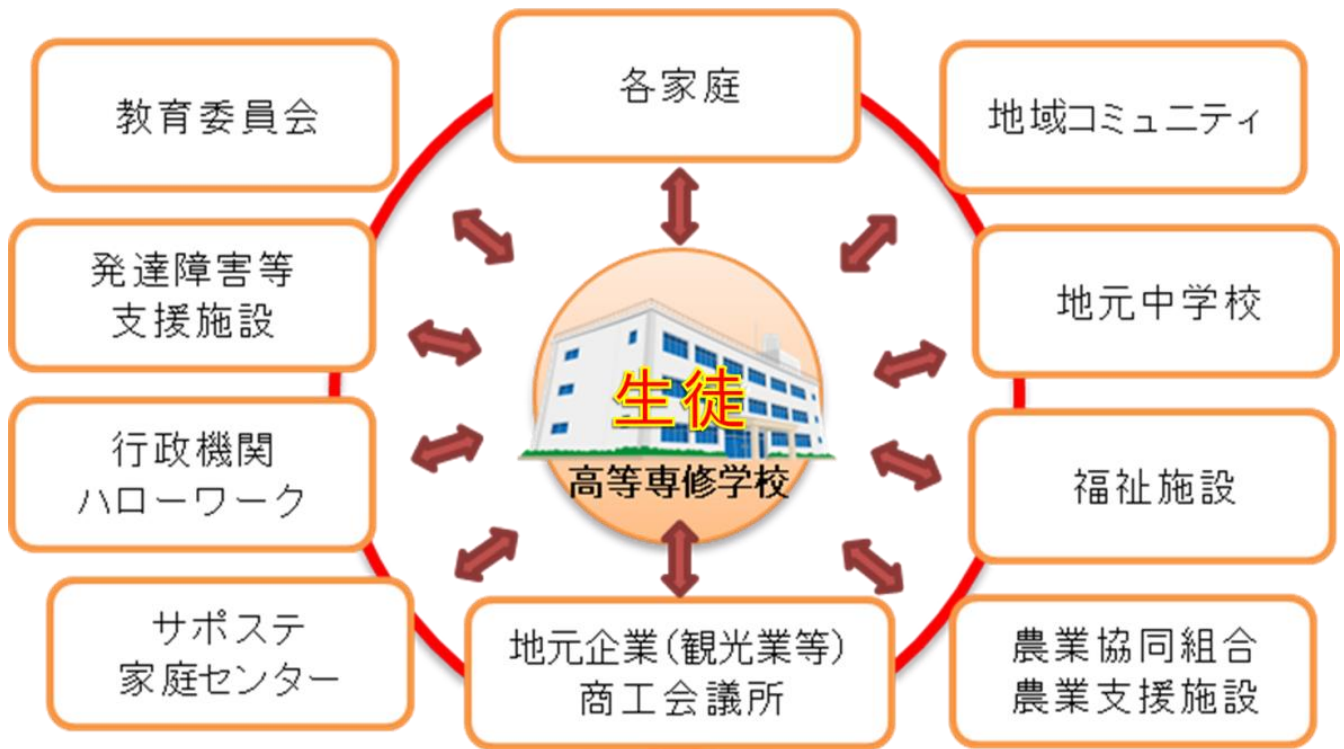 各家庭
教育委員会
地域コミュニティ
発達障害等
支援施設
地元中学校
生徒
高等専修学校
行政機関
ハローワーク
福祉施設
サポステ
家庭センター
地元企業(観光業等)
商工会議所
農業協同組合
農業支援施設